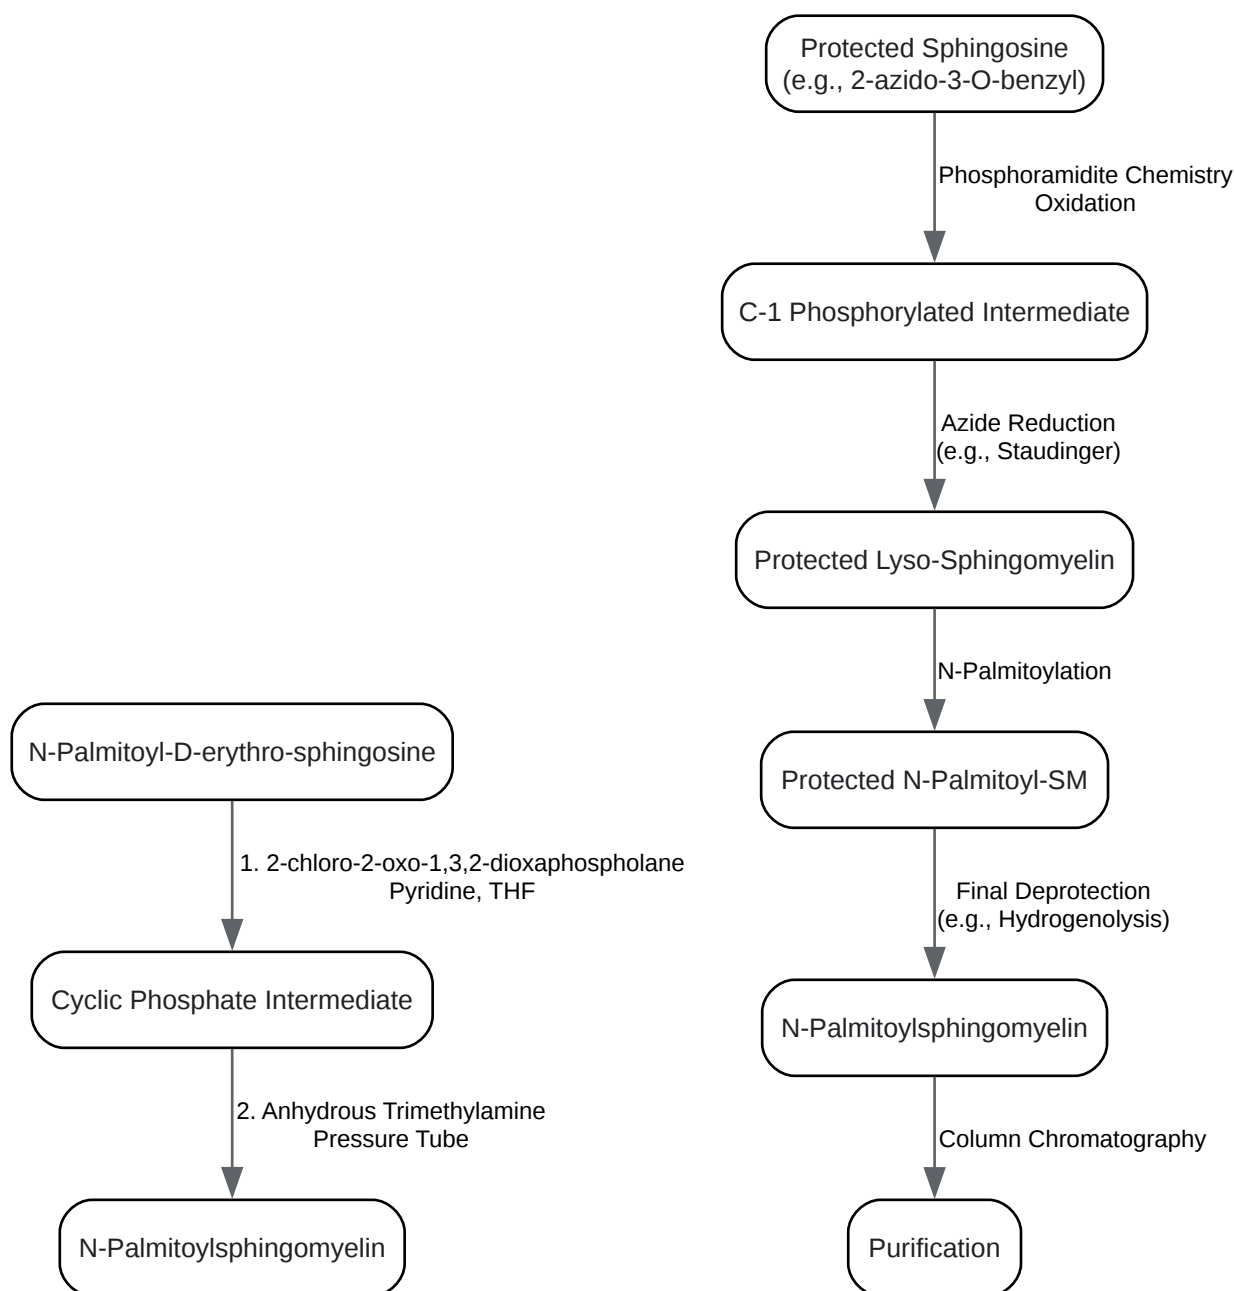 Protected Sphingosine
(e.g., 2-azido-3-O-benzyl)
Phosphoramidite Chemistry
Oxidation
C-1 Phosphorylated Intermediate
Azide Reduction
(e.g., Staudinger)
Protected Lyso-Sphingomyelin
N-Palmitoylation
Protected N-Palmitoyl-SM
Final Deprotection
(e.g., Hydrogenolysis)
N-Palmitoylsphingomyelin
Column Chromatography
Purification
N-Palmitoyl-D-erythro-sphingosine
1. 2-chloro-2-oxo-1,3,2-dioxaphospholane
Pyridine, THF
Cyclic Phosphate Intermediate
2. Anhydrous Trimethylamine
Pressure Tube
N-Palmitoylsphingomyelin